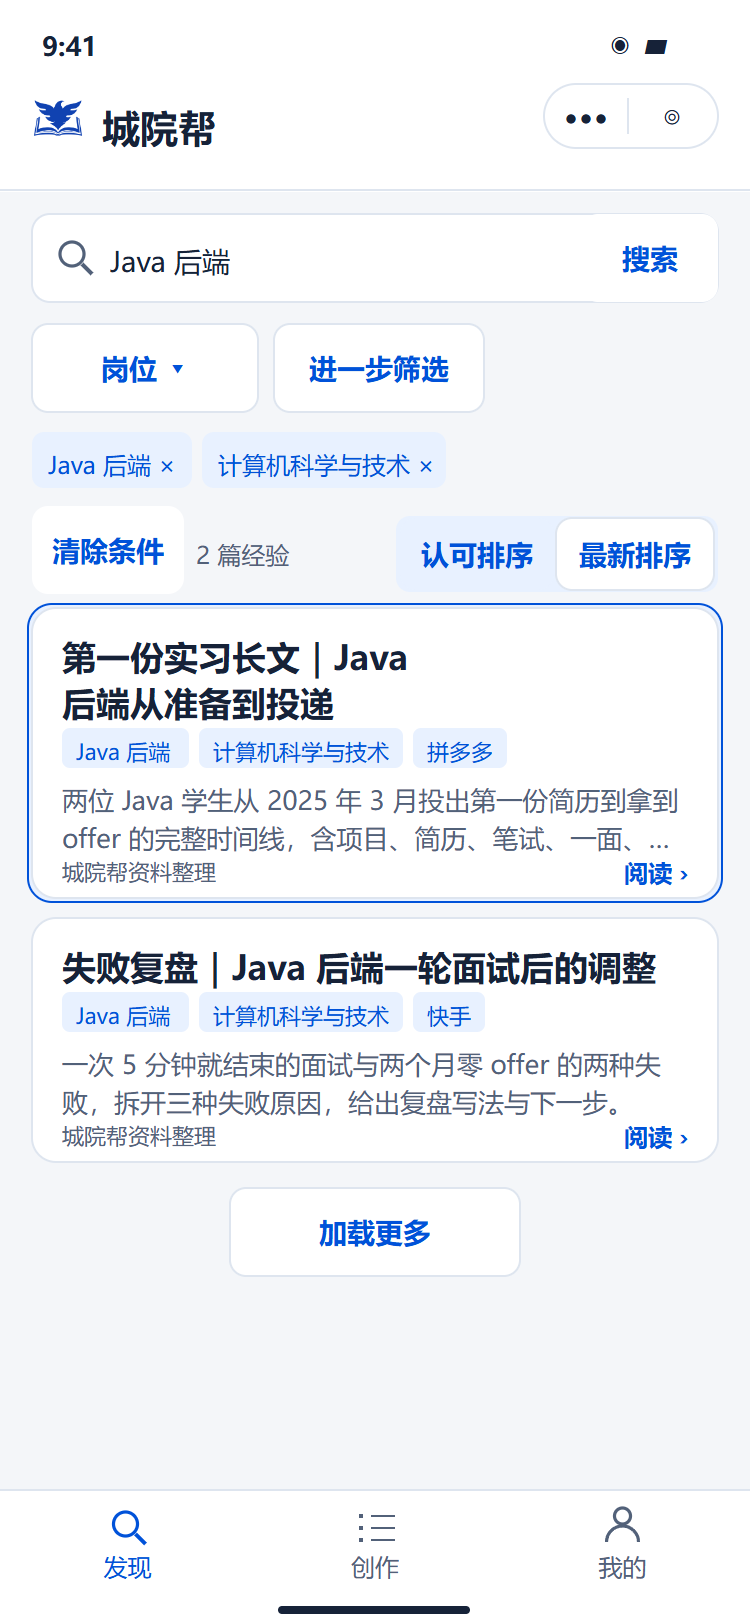 9:41
城院帮
Java 后端
搜索
岗位 ▾
进一步筛选
Java 后端 ×
计算机科学与技术 ×
清除条件
2 篇经验
认可排序
最新排序
第一份实习长文｜Java
后端从准备到投递
Java 后端
计算机科学与技术
拼多多
两位 Java 学生从 2025 年 3 月投出第一份简历到拿到
offer 的完整时间线，含项目、简历、笔试、一面、…
城院帮资料整理
阅读 ›
失败复盘｜Java 后端一轮面试后的调整
Java 后端
计算机科学与技术
快手
一次 5 分钟就结束的面试与两个月零 offer 的两种失
败，拆开三种失败原因，给出复盘写法与下一步。
城院帮资料整理
阅读 ›
加载更多
发现
创作
我的